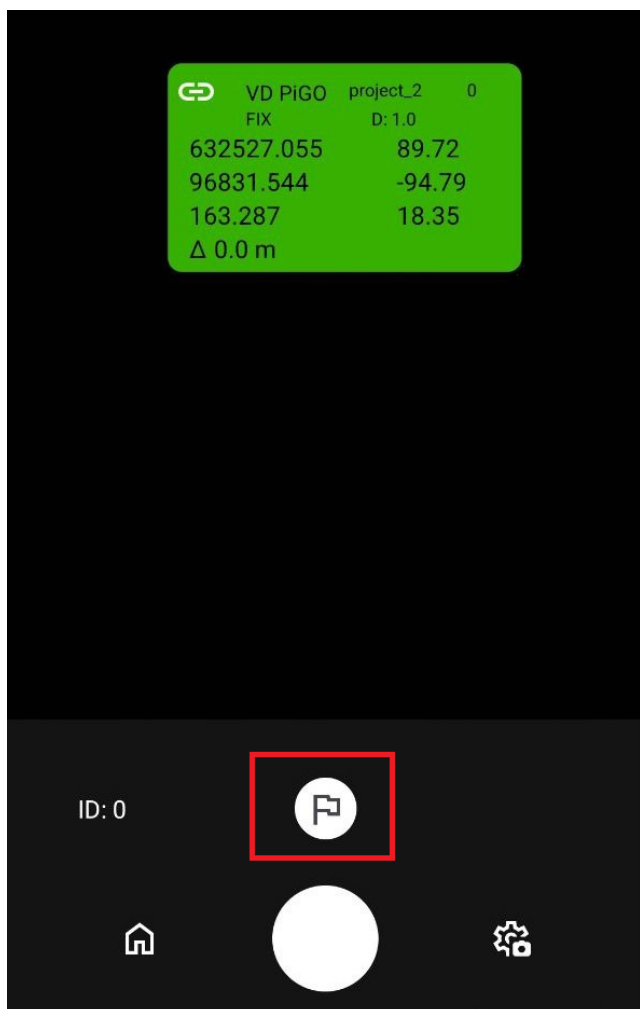 VD PiGO project_2 0
FIX D: 1.0
632527.055 89.72
96831.544 -94.79
163.287 18.35
Δ 0.0 m
ID: 0